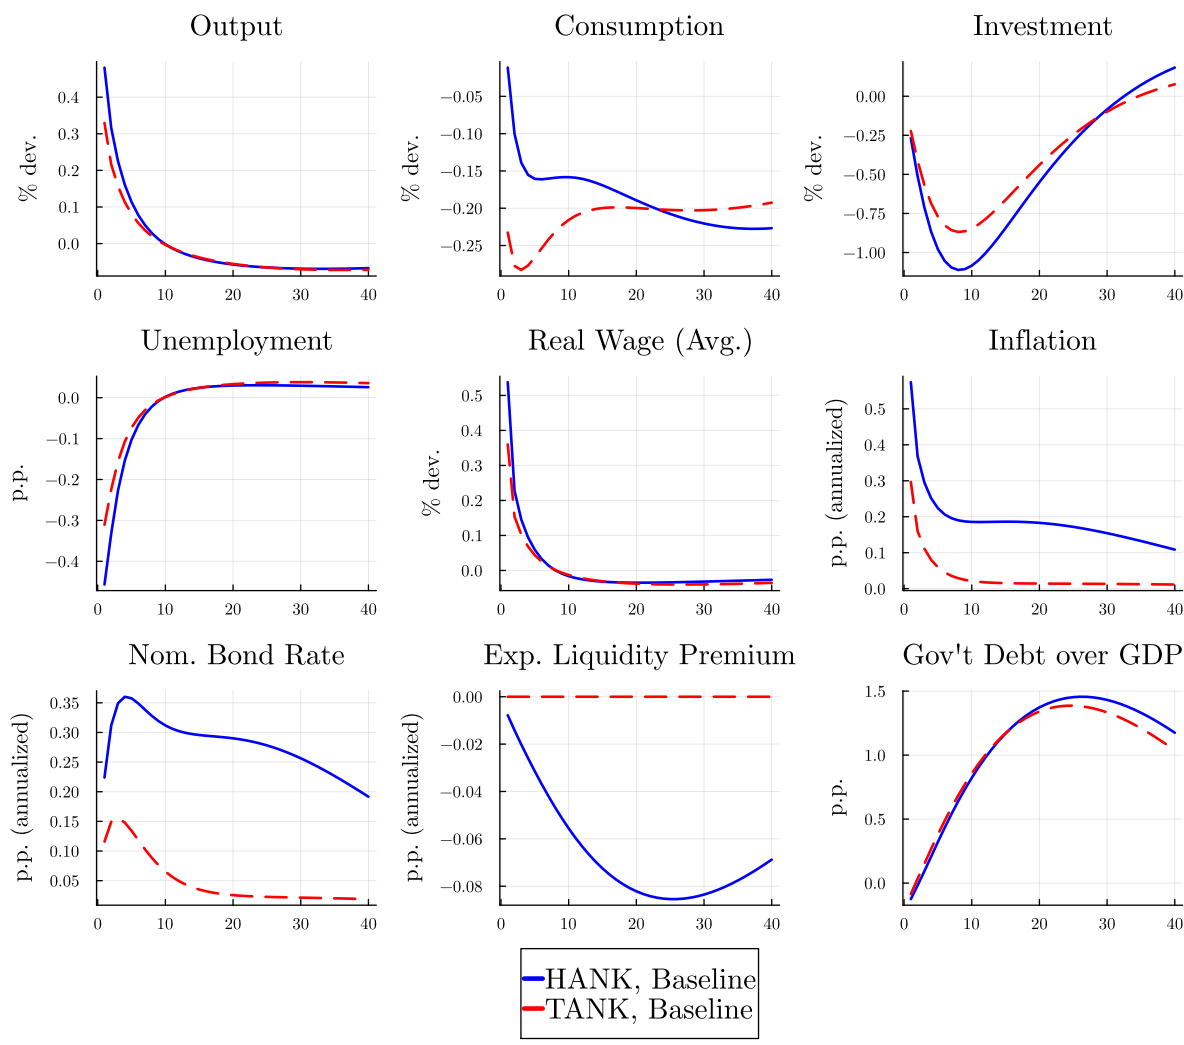 Output
% dev.
0.4
0.3
0.2
0.1
0.0
0 10 20 30 40
Consumption
% dev.
−0.05
−0.10
−0.15
−0.20
−0.25
0 10 20 30 40
Investment
% dev.
0.00
−0.25
−0.50
−0.75
−1.00
0 10 20 30 40
Unemployment
p.p.
0.0
−0.1
−0.2
−0.3
−0.4
0 10 20 30 40
Real Wage (Avg.)
% dev.
0.5
0.4
0.3
0.2
0.1
0.0
0 10 20 30 40
Inflation
p.p. (annualized)
0.5
0.4
0.3
0.2
0.1
0.0
0 10 20 30 40
Nom. Bond Rate
p.p. (annualized)
0.35
0.30
0.25
0.20
0.15
0.10
0.05
0 10 20 30 40
Exp. Liquidity Premium
p.p. (annualized)
0.00
−0.02
−0.04
−0.06
−0.08
0 10 20 30 40
Gov't Debt over GDP
p.p.
1.5
1.0
0.5
0.0
0 10 20 30 40
HANK, Baseline
TANK, Baseline